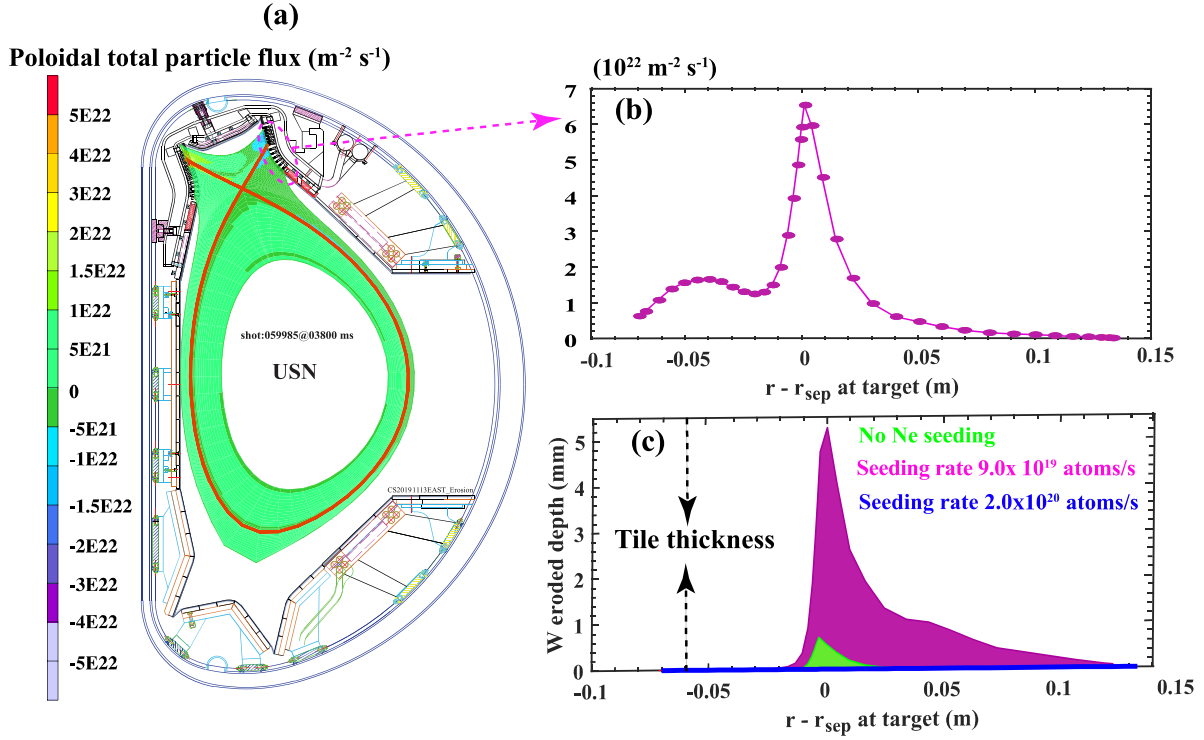 (a)
Poloidal total particle flux (m⁻² s⁻¹)
5E22
4E22
3E22
2E22
1.5E22
1E22
5E21
0
-5E21
-1E22
-1.5E22
-2E22
-3E22
-4E22
-5E22
shot:059985@03800 ms
USN
CS20191113EAST_Erosion
(10²² m⁻² s⁻¹)
(b)
7
6
5
4
3
2
1
0
-0.1
-0.05
0
0.05
0.1
0.15
r - r_sep at target (m)
(c)
No Ne seeding
Seeding rate 9.0x 10¹⁹ atoms/s
Seeding rate 2.0x10²⁰ atoms/s
Tile thickness
W eroded depth (mm)
5
4
3
2
1
0
-0.1
-0.05
0
0.05
0.1
0.15
r - r_sep at target (m)